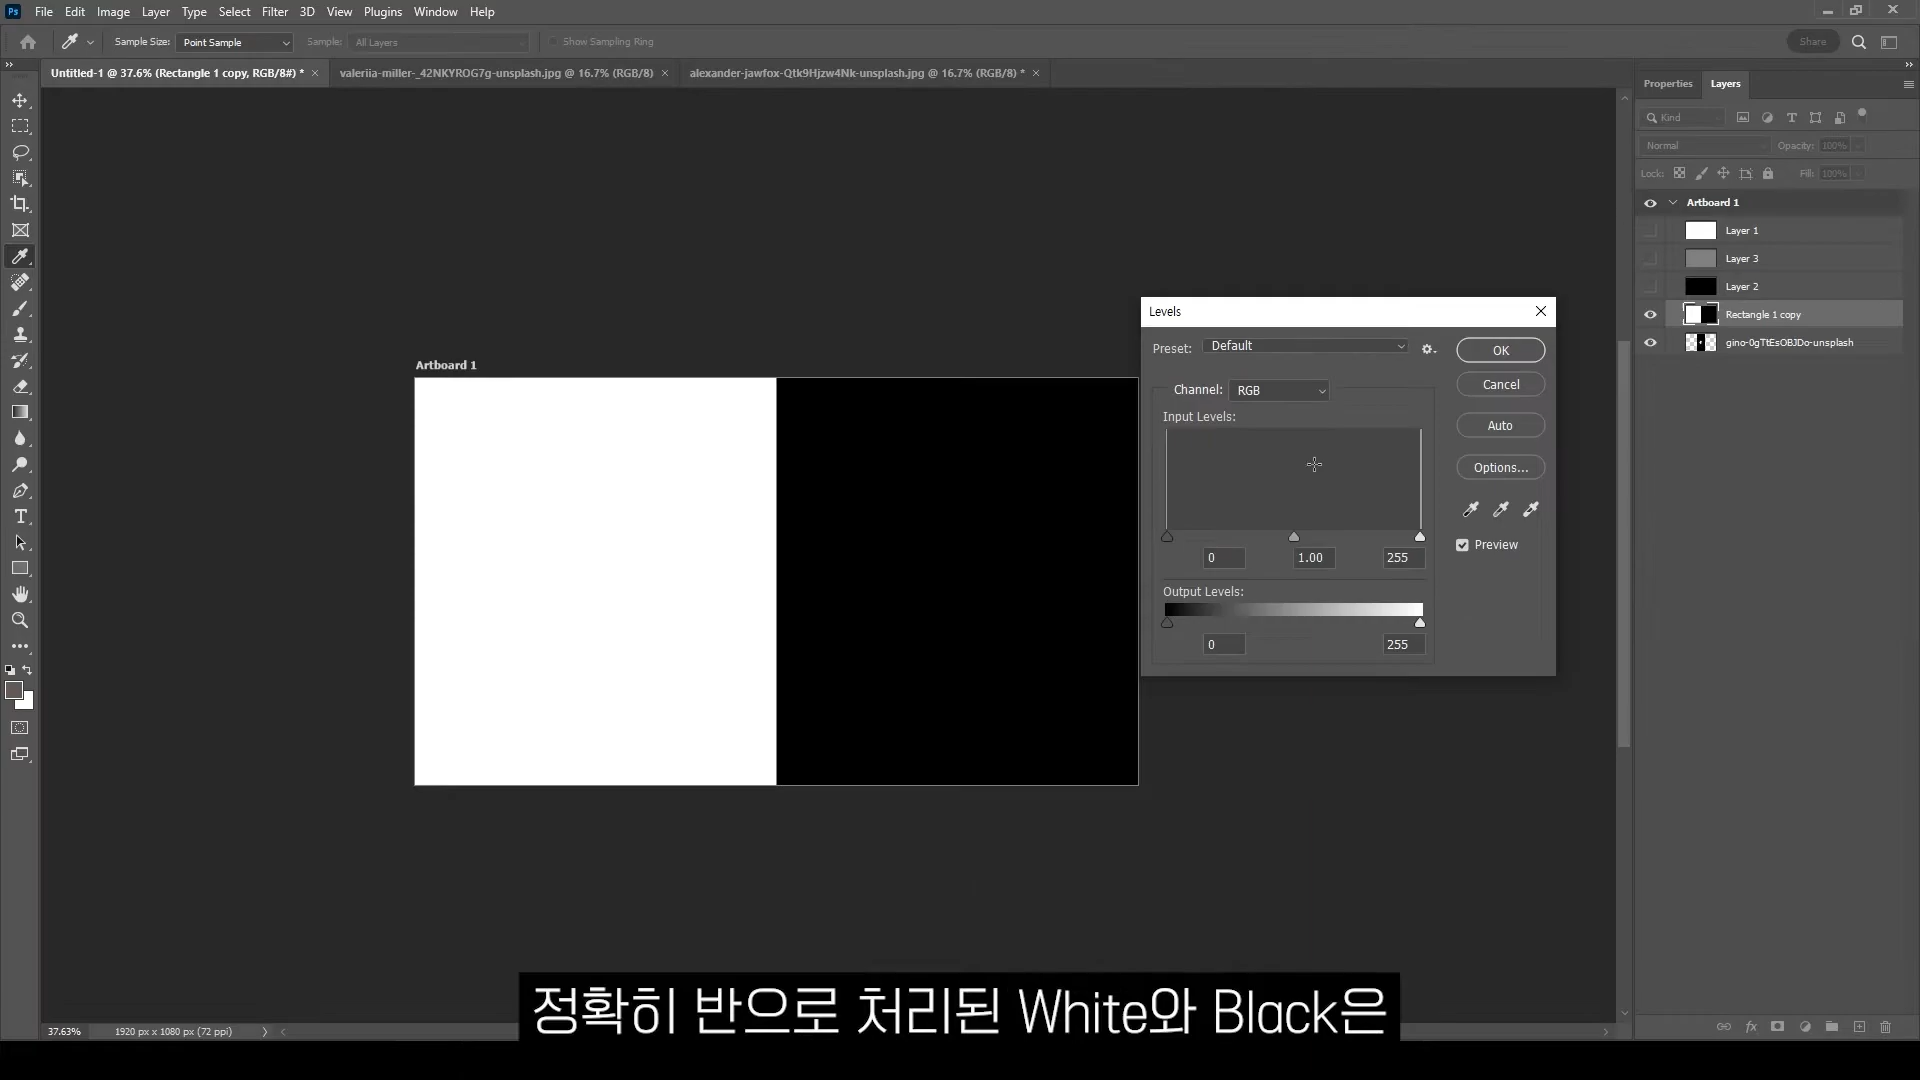 Ps File Edit Image Layer Type Select Filter 3D View Plugins Window Help
Sample Size: Point Sample Sample: All Layers Show Sampling Ring Share
Untitled-1 @ 37.6% (Rectangle 1 copy, RGB/8#) * × valeriia-miller-_42NKYROG7g-unsplash.jpg @ 16.7% (RGB/8) × alexander-jawfox-Qtk9Hjzw4Nk-unsplash.jpg @ 16.7% (RGB/8) * ×
Properties Layers
Kind
Normal Opacity: 100%
Lock: Fill: 100%
Artboard 1
Layer 1
Layer 3
Layer 2
Rectangle 1 copy
gino-0gTtEsOBJDo-unsplash
Artboard 1
Levels
Preset: Default OK
Channel: RGB Cancel
Input Levels: Auto
Options...
0 1.00 255 Preview
Output Levels:
0 255
정확히 반으로 처리된 White와 Black은
37.63% 1920 px x 1080 px (72 ppi)